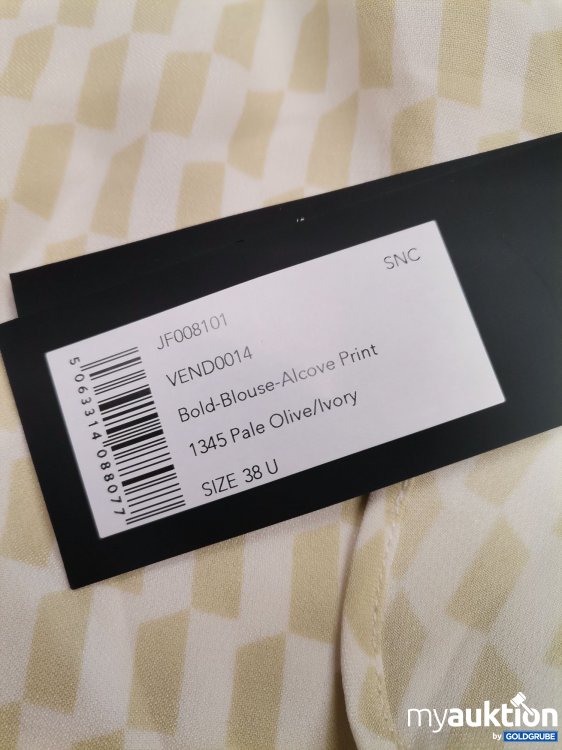 SNC
JF008101
VEND0014
Bold-Blouse-Alcove Print
1345 Pale Olive/Ivory
SIZE 38 U
5063314088077
myauktion
by GOLDGRUBE